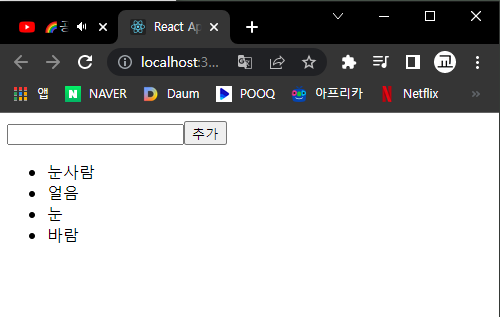 React Ap
localhost:3...
앱 NAVER Daum POOQ 아프리카 Netflix »
추가
눈사람
얼음
눈
바람